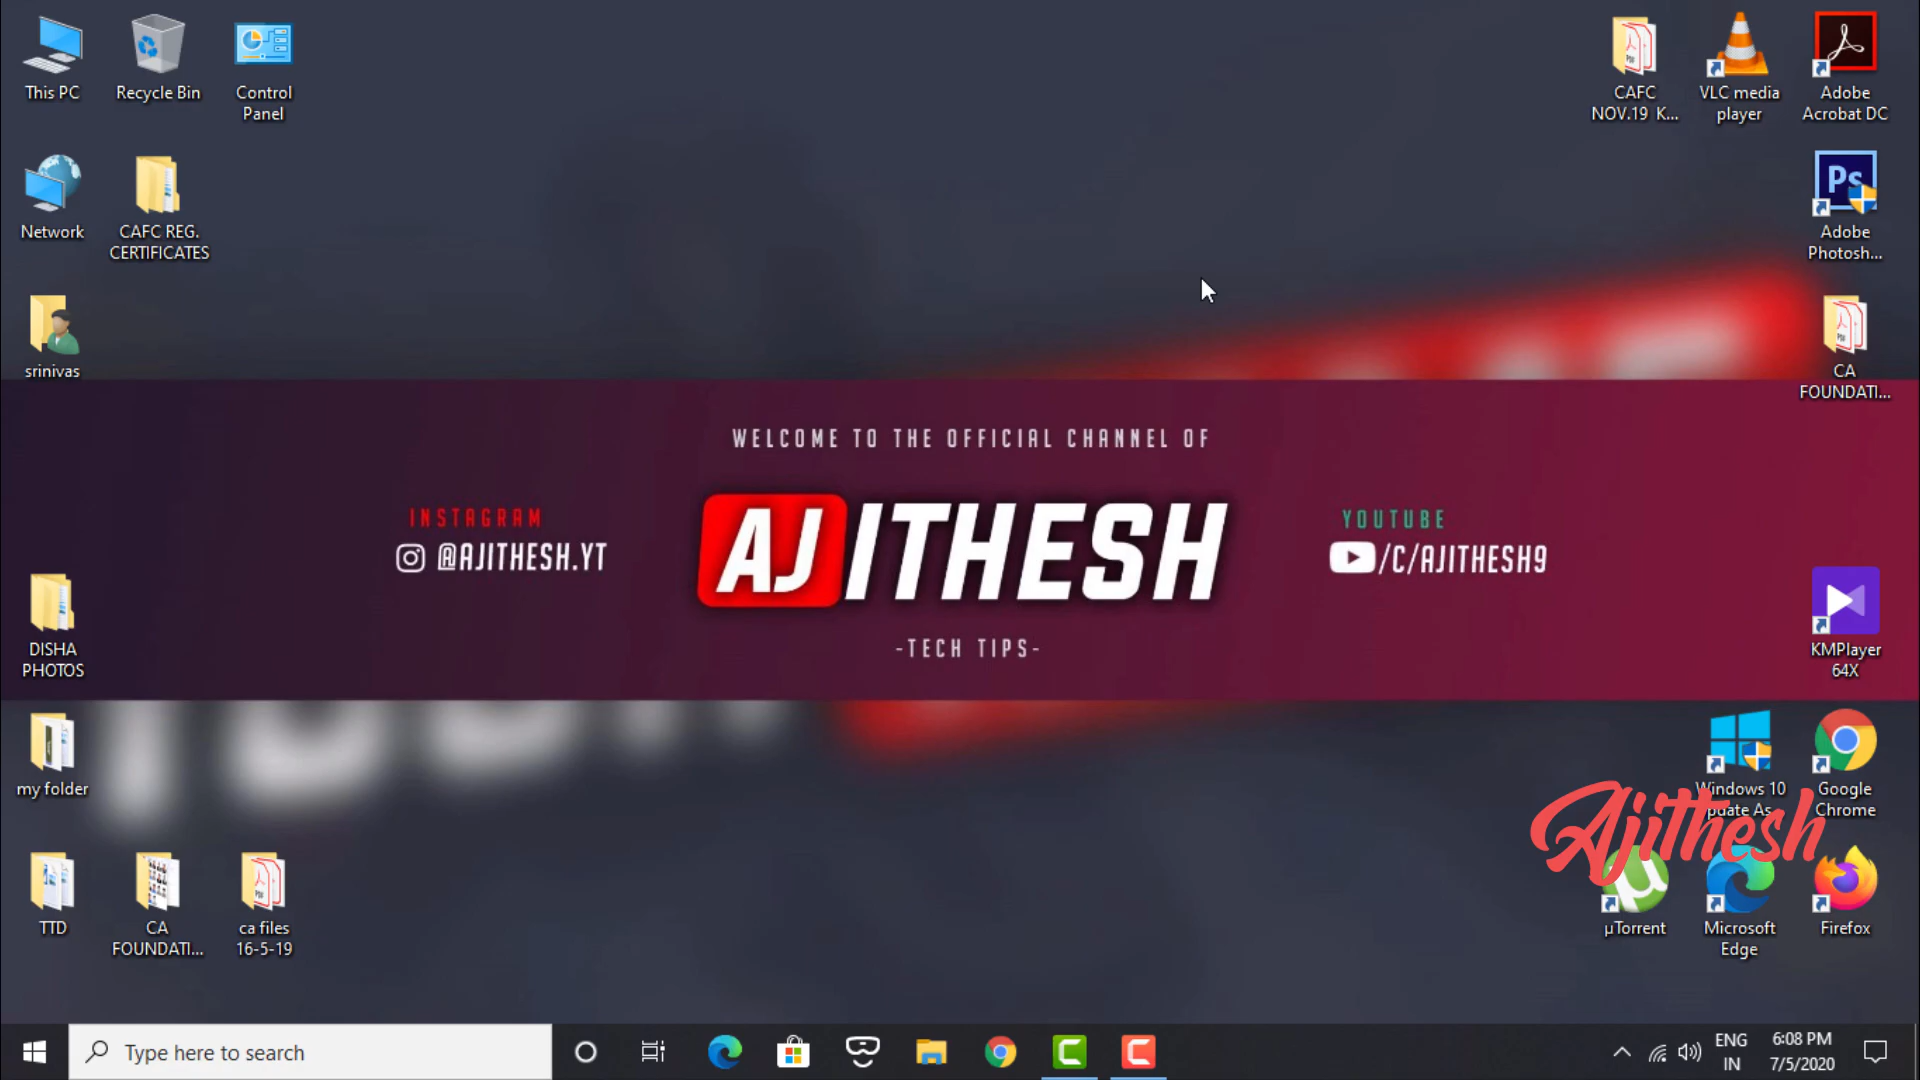 This PC
Recycle Bin
Control
Panel
CAFC
NOV.19 K...
VLC media
player
Adobe
Acrobat DC
Network
CAFC REG.
CERTIFICATES
Ps
Adobe
Photosh...
srinivas
CA
FOUNDATI...
WELCOME TO THE OFFICIAL CHANNEL OF
INSTAGRAM
@AJITHESH.YT
AJITHESH
YOUTUBE
/C/AJITHESH9
-TECH TIPS-
DISHA
PHOTOS
KMPlayer
64X
my folder
Windows 10
Update As...
Google
Chrome
Ajithesh
TTD
CA
FOUNDATI...
ca files
16-5-19
µTorrent
Microsoft
Edge
Firefox
Type here to search
ENG
IN
6:08 PM
7/5/2020